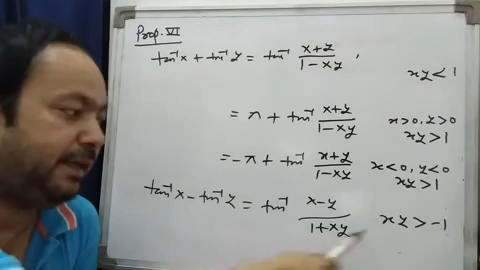 Prop. VI
tan⁻¹x + tan⁻¹y = tan⁻¹ (x+y)/(1-xy), xy < 1
= π + tan⁻¹ (x+y)/(1-xy) x>0, y>0 xy>1
= -π + tan⁻¹ (x+y)/(1-xy) x<0, y<0 xy>1
tan⁻¹x - tan⁻¹y = tan⁻¹ (x-y)/(1+xy) xy > -1